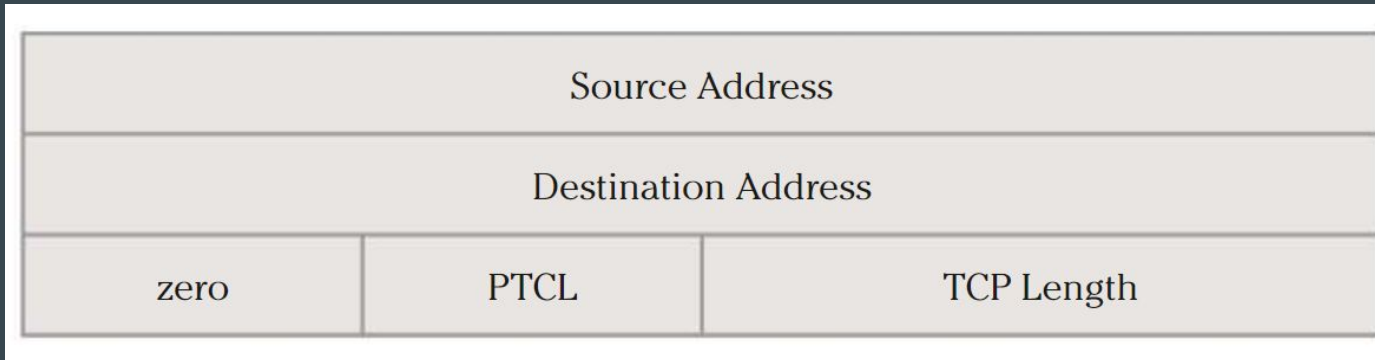 Source Address
Destination Address
zero PTCL TCP Length